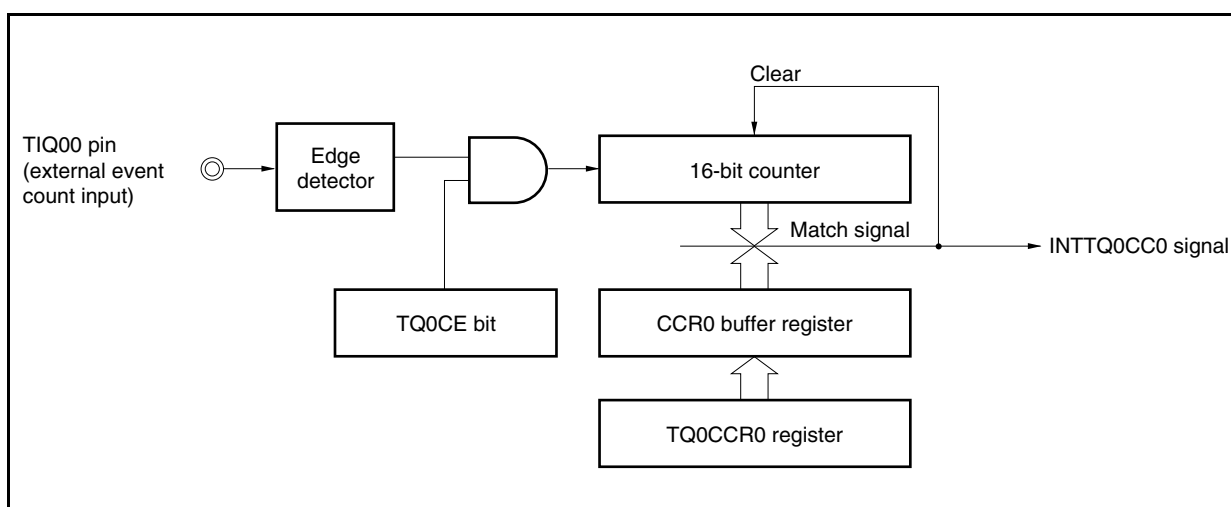 Clear
TIQ00 pin
(external event
count input)
Edge
detector
16-bit counter
Match signal
INTTQ0CC0 signal
TQ0CE bit
CCR0 buffer register
TQ0CCR0 register